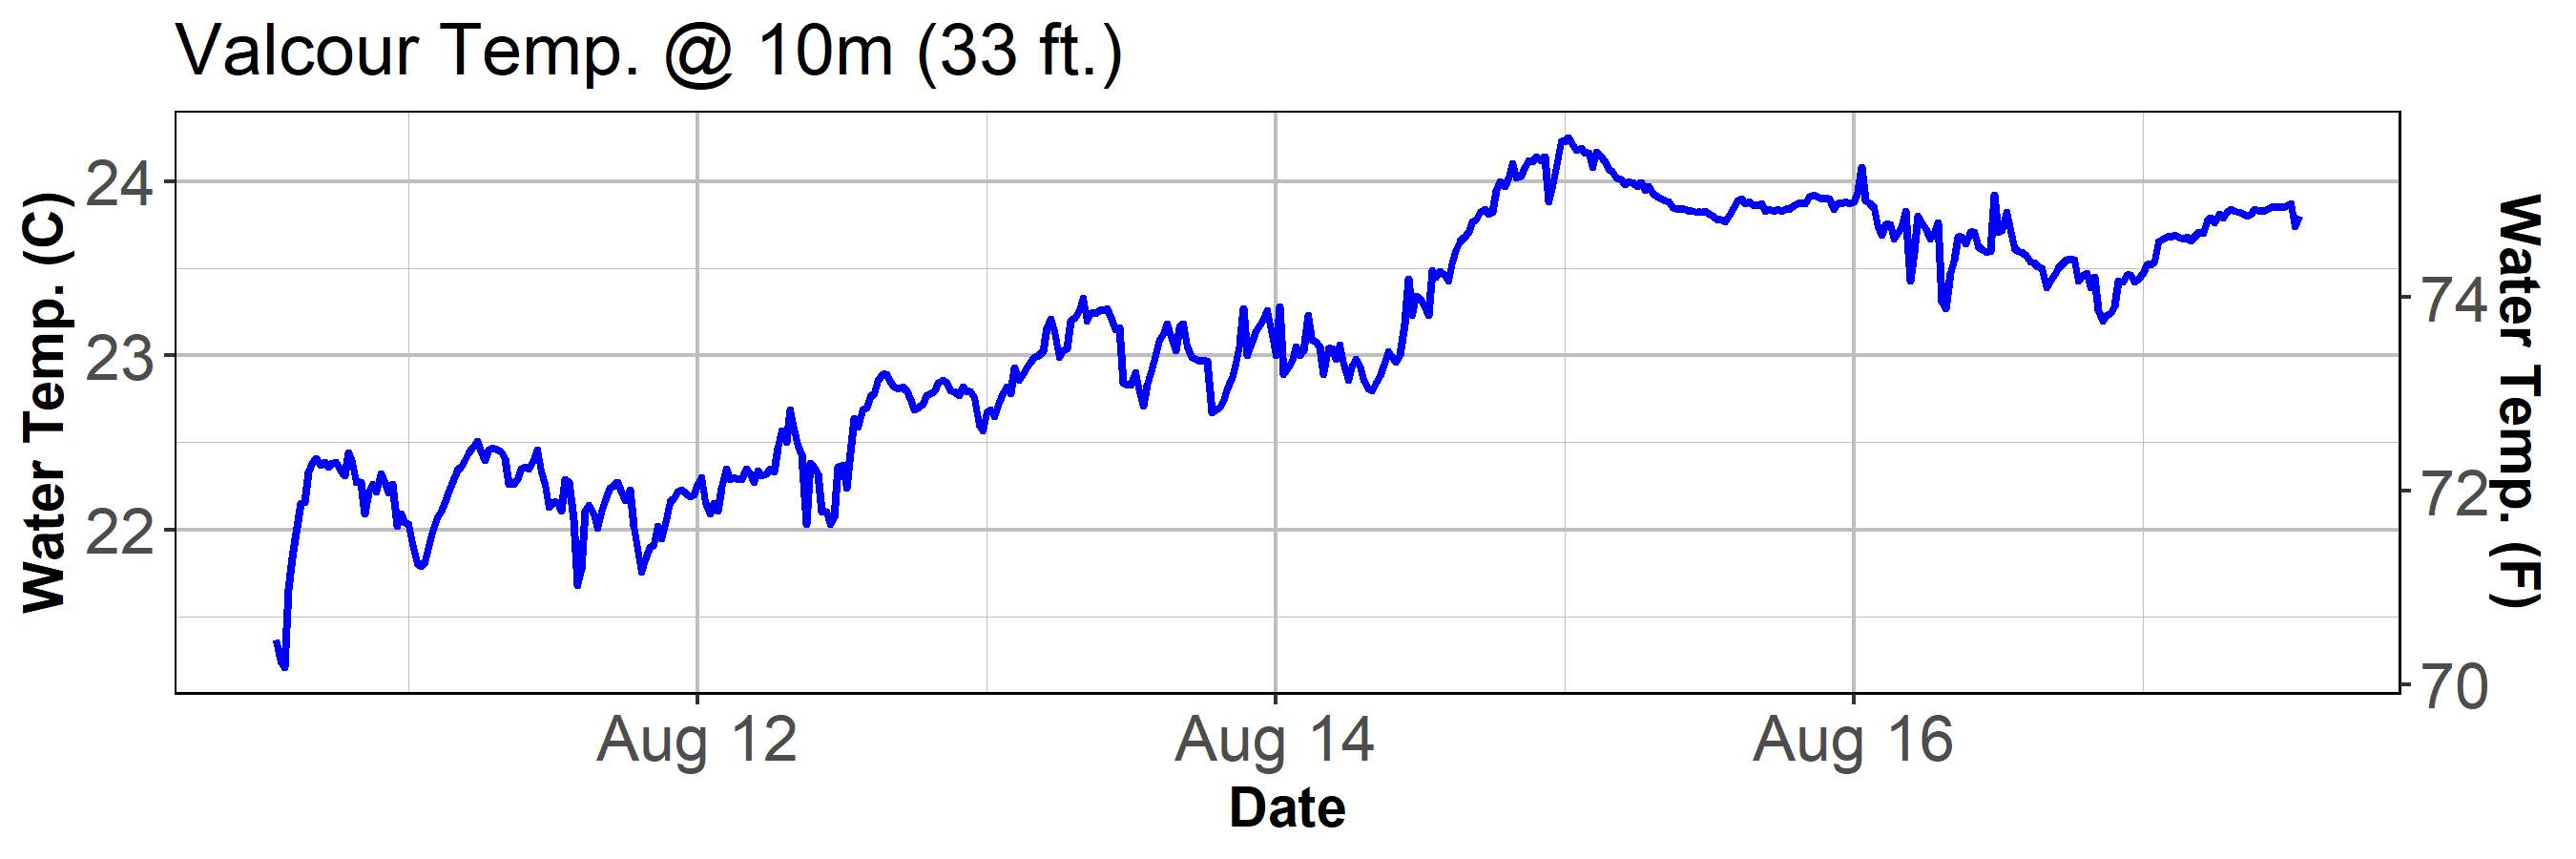 Valcour Temp. @ 10m (33 ft.)
Water Temp. (C)
24
23
22
Water Temp. (F)
74
72
70
Aug 12 Aug 14 Aug 16
Date